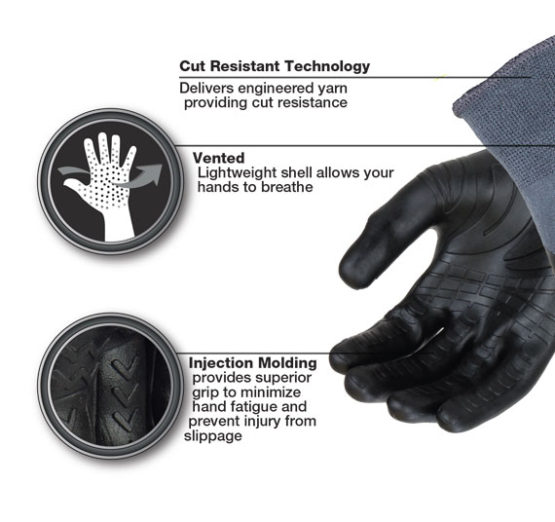 Cut Resistant Technology
Delivers engineered yarn
providing cut resistance
Vented
Lightweight shell allows your
hands to breathe
Injection Molding
provides superior
grip to minimize
hand fatigue and
prevent injury from
slippage